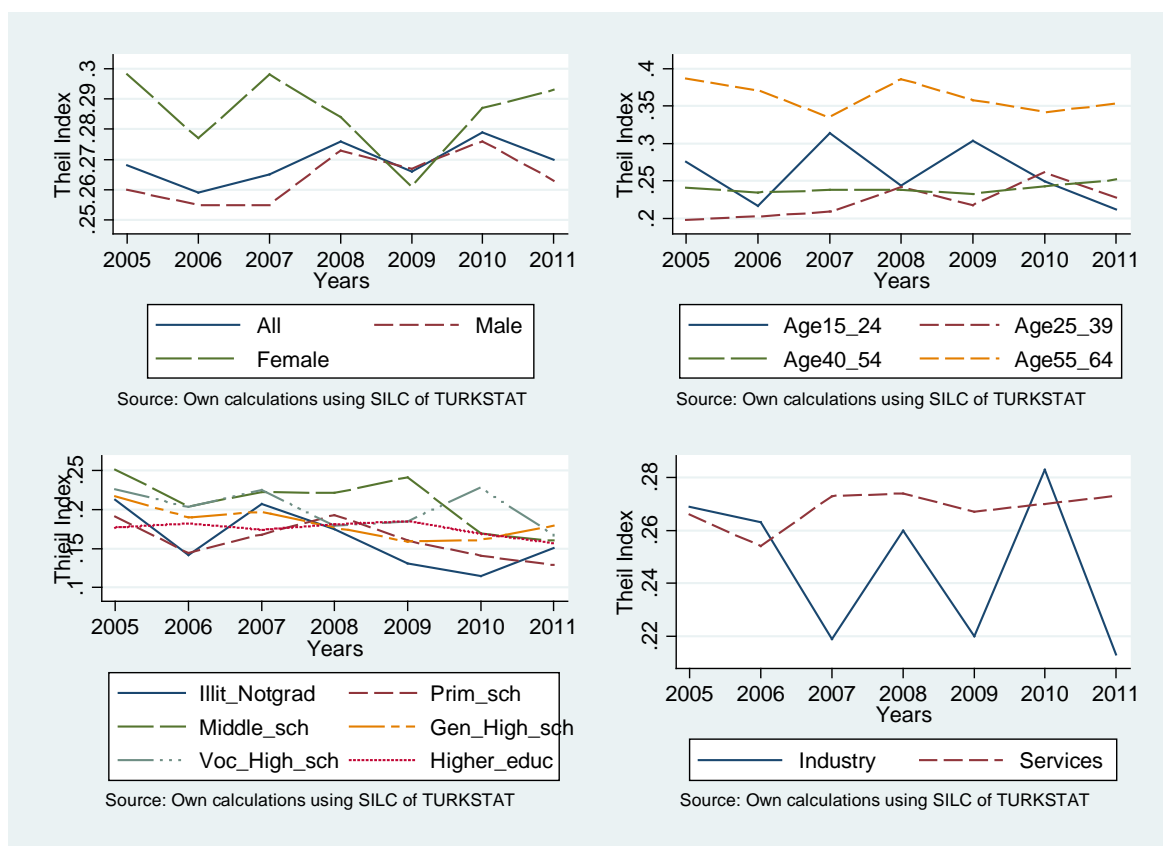 Theil Index
.25 .26 .27 .28 .29 .3
2005 2006 2007 2008 2009 2010 2011
Years
All Male
Female
Source: Own calculations using SILC of TURKSTAT
Theil Index
.2 .25 .3 .35 .4
2005 2006 2007 2008 2009 2010 2011
Years
Age15_24 Age25_39
Age40_54 Age55_64
Source: Own calculations using SILC of TURKSTAT
Theil Index
.1 .15 .2 .25
2005 2006 2007 2008 2009 2010 2011
Years
Illit_Notgrad Prim_sch
Middle_sch Gen_High_sch
Voc_High_sch Higher_educ
Source: Own calculations using SILC of TURKSTAT
Theil Index
.22 .24 .26 .28
2005 2006 2007 2008 2009 2010 2011
Years
Industry Services
Source: Own calculations using SILC of TURKSTAT